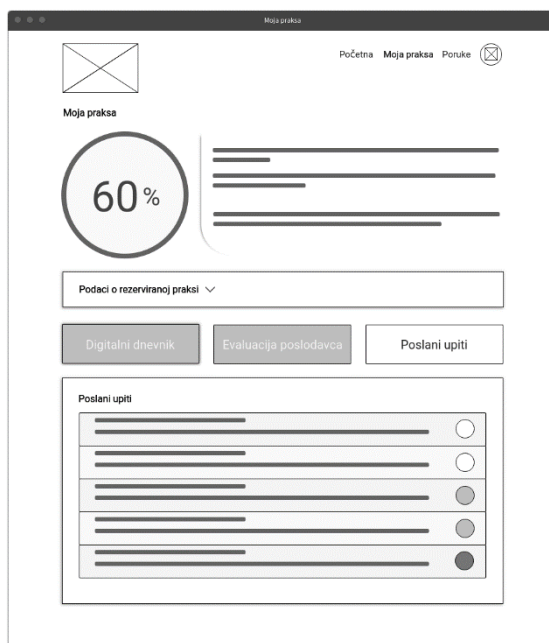 Moja praksa
Početna Moja praksa Poruke
Moja praksa
60 %
Podaci o rezerviranoj praksi
Digitalni dnevnik Evaluacija poslodavca Poslani upiti
Poslani upiti